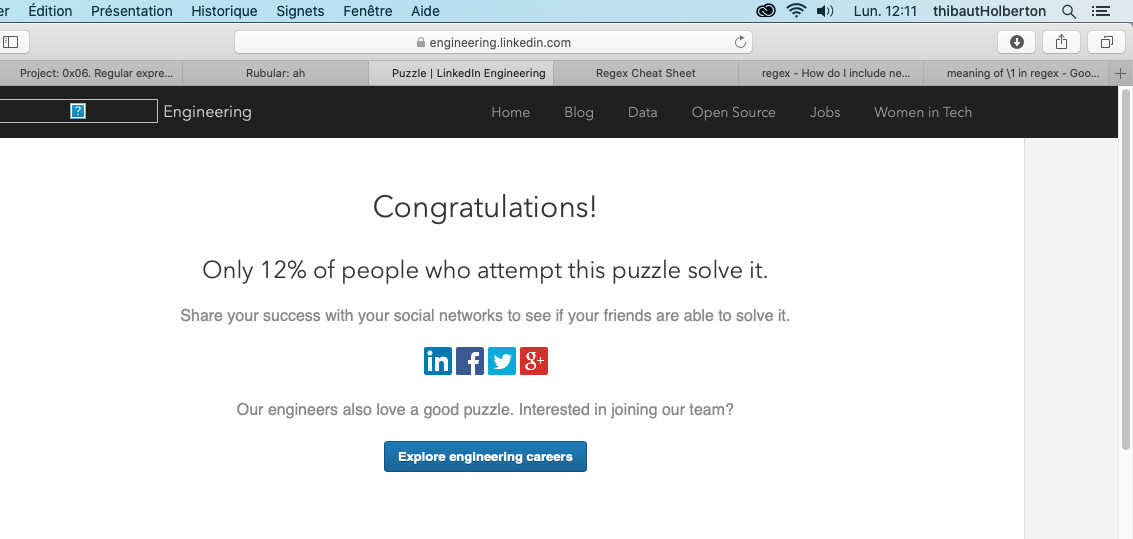 er Édition Présentation Historique Signets Fenêtre Aide Lun. 12:11 thibautHolberton
engineering.linkedin.com
Project: 0x06. Regular expre... Rubular: ah Puzzle | LinkedIn Engineering Regex Cheat Sheet regex - How do I include ne... meaning of \1 in regex - Goo... +
? Engineering Home Blog Data Open Source Jobs Women in Tech
Congratulations!
Only 12% of people who attempt this puzzle solve it.
Share your success with your social networks to see if your friends are able to solve it.
in f g+
Our engineers also love a good puzzle. Interested in joining our team?
Explore engineering careers